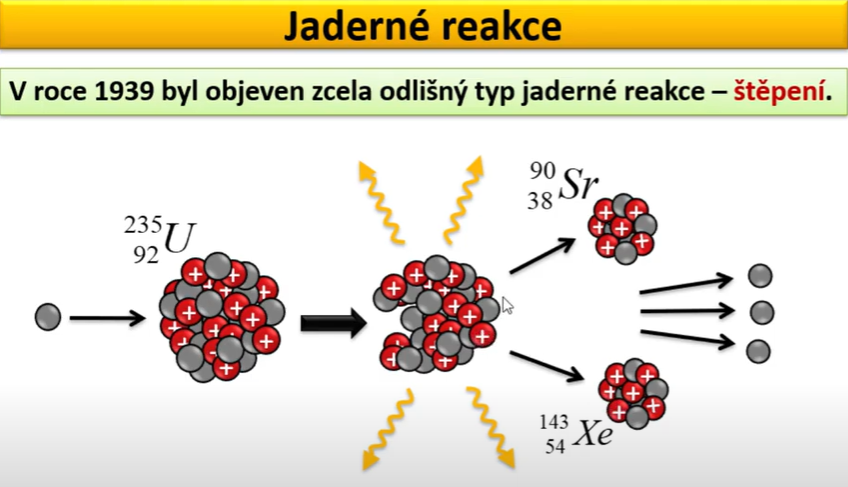 Jaderné reakce
V roce 1939 byl objeven zcela odlišný typ jaderné reakce – štěpení.
235
92 U
90
38 Sr
143
54 Xe